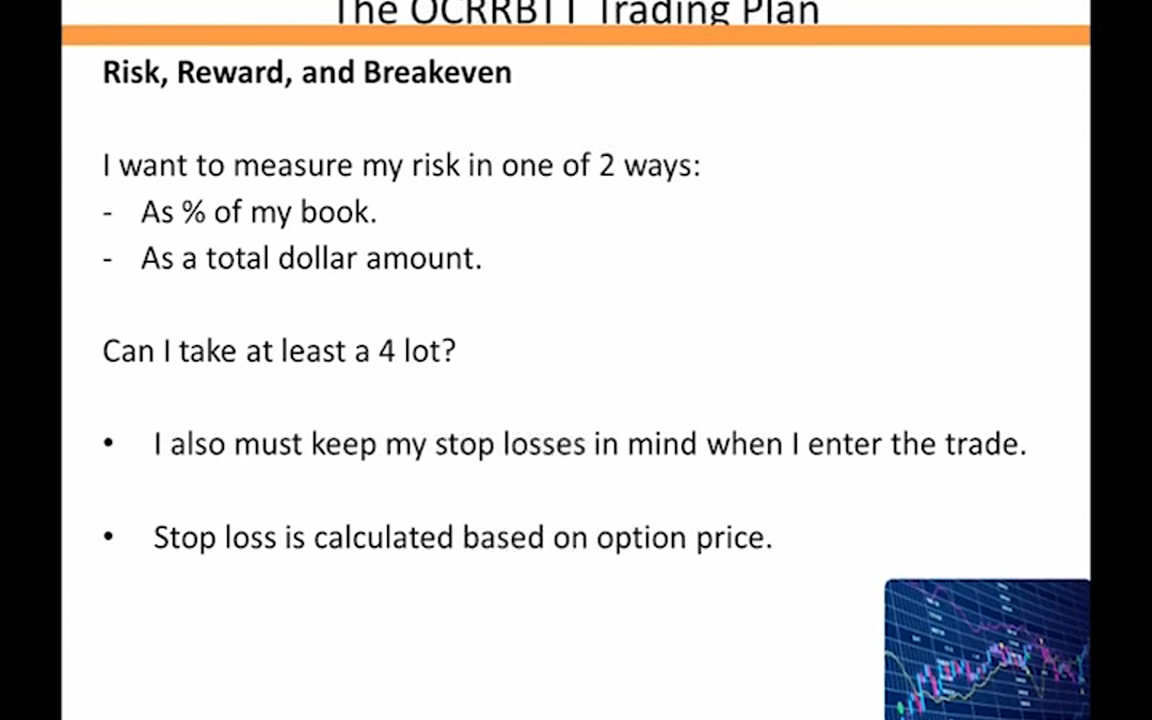 The OCRRBTT Trading Plan
Risk, Reward, and Breakeven
I want to measure my risk in one of 2 ways:
- As % of my book.
- As a total dollar amount.
Can I take at least a 4 lot?
• I also must keep my stop losses in mind when I enter the trade.
• Stop loss is calculated based on option price.